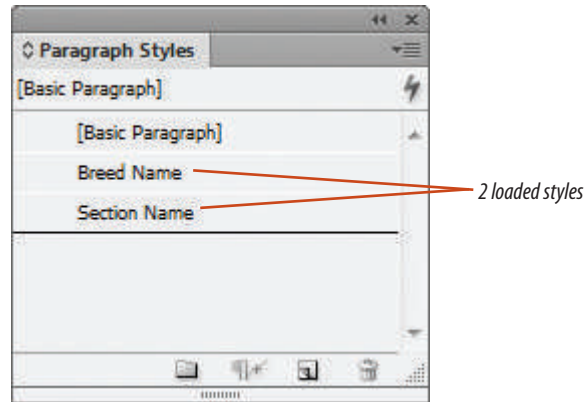 Paragraph Styles
[Basic Paragraph]
[Basic Paragraph]
Breed Name
2 loaded styles
Section Name